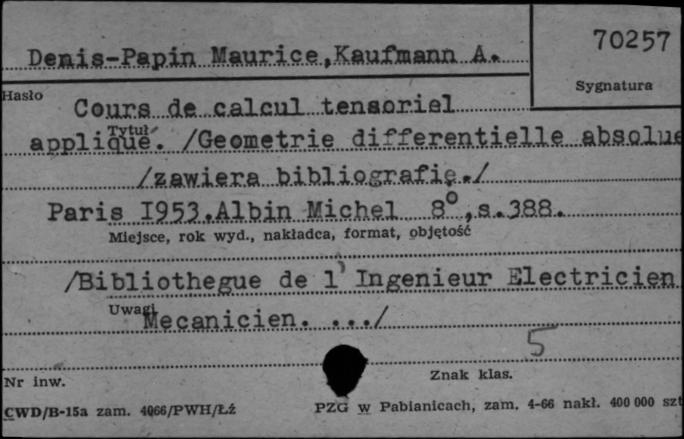 70257
Denis-Papin Maurice,Kaufmann A.
Sygnatura
Hasło
Cours de calcul tensoriel
Tytuł
appliqué. /Geometrie differentielle absolue
/zawiera bibliografię./
Paris I953.Albin Michel 8°,s.388.
Miejsce, rok wyd., nakładca, format, objętość
/Bibliothegue de l' Ingenieur Electricien
Uwagi
Mecanicien. .../
5
Nr inw.
Znak klas.
CWD/B-15a zam. 4066/PWH/Łź
PZG w Pabianicach, zam. 4-66 nakł. 400 000 szt